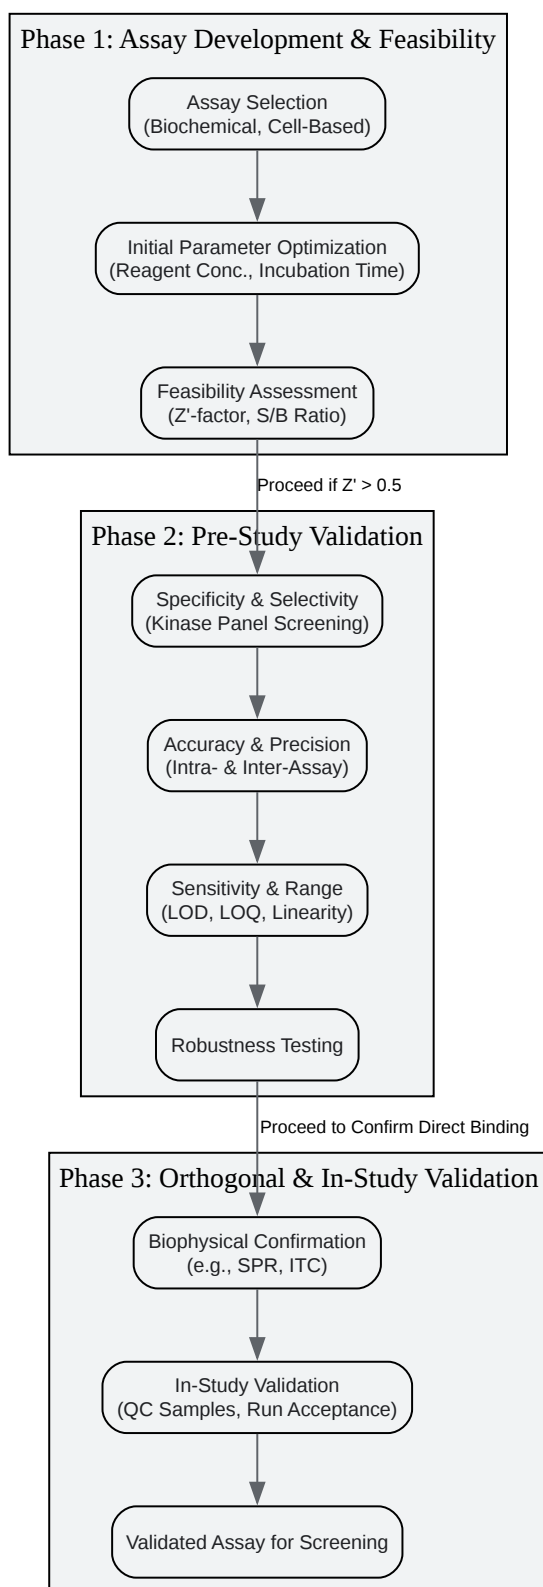 Phase 1: Assay Development & Feasibility
Assay Selection
(Biochemical, Cell-Based)
Initial Parameter Optimization
(Reagent Conc., Incubation Time)
Feasibility Assessment
(Z'-factor, S/B Ratio)
Proceed if Z' > 0.5
Phase 2: Pre-Study Validation
Specificity & Selectivity
(Kinase Panel Screening)
Accuracy & Precision
(Intra- & Inter-Assay)
Sensitivity & Range
(LOD, LOQ, Linearity)
Robustness Testing
Proceed to Confirm Direct Binding
Phase 3: Orthogonal & In-Study Validation
Biophysical Confirmation
(e.g., SPR, ITC)
In-Study Validation
(QC Samples, Run Acceptance)
Validated Assay for Screening